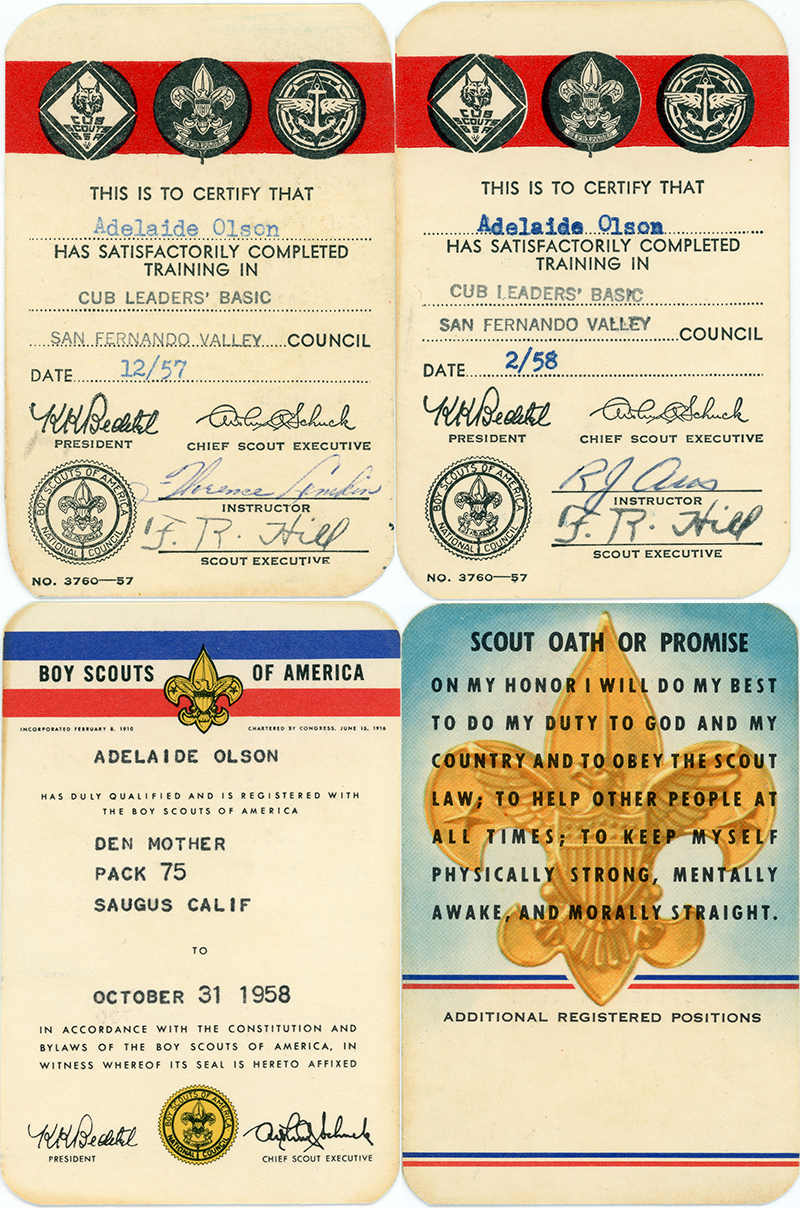 CUB
SCOUTS
BSA
BE PREPARED
THIS IS TO CERTIFY THAT
Adelaide Olson
HAS SATISFACTORILY COMPLETED
TRAINING IN
CUB LEADERS' BASIC
SAN FERNANDO VALLEY COUNCIL
DATE 12/57
PRESIDENT
CHIEF SCOUT EXECUTIVE
BOY SCOUTS OF AMERICA
NATIONAL COUNCIL
Florence
INSTRUCTOR
F. R. Hill
SCOUT EXECUTIVE
NO. 3760—57
CUB
SCOUTS
BSA
BE PREPARED
THIS IS TO CERTIFY THAT
Adelaide Olson
HAS SATISFACTORILY COMPLETED
TRAINING IN
CUB LEADERS' BASIC
SAN FERNANDO VALLEY COUNCIL
DATE 2/58
PRESIDENT
CHIEF SCOUT EXECUTIVE
BOY SCOUTS OF AMERICA
NATIONAL COUNCIL
R J
INSTRUCTOR
F. R. Hill
SCOUT EXECUTIVE
NO. 3760—57
BOY SCOUTS OF AMERICA
INCORPORATED FEBRUARY 8, 1910 CHARTERED BY CONGRESS, JUNE 15, 1916
ADELAIDE OLSON
HAS DULY QUALIFIED AND IS REGISTERED WITH
THE BOY SCOUTS OF AMERICA
DEN MOTHER
PACK 75
SAUGUS CALIF
TO
OCTOBER 31 1958
IN ACCORDANCE WITH THE CONSTITUTION AND
BYLAWS OF THE BOY SCOUTS OF AMERICA, IN
WITNESS WHEREOF ITS SEAL IS HERETO AFFIXED
BOY SCOUTS OF AMERICA
NATIONAL COUNCIL
PRESIDENT
CHIEF SCOUT EXECUTIVE
SCOUT OATH OR PROMISE
ON MY HONOR I WILL DO MY BEST
TO DO MY DUTY TO GOD AND MY
COUNTRY AND TO OBEY THE SCOUT
LAW; TO HELP OTHER PEOPLE AT
ALL TIMES; TO KEEP MYSELF
PHYSICALLY STRONG, MENTALLY
AWAKE, AND MORALLY STRAIGHT.
ADDITIONAL REGISTERED POSITIONS